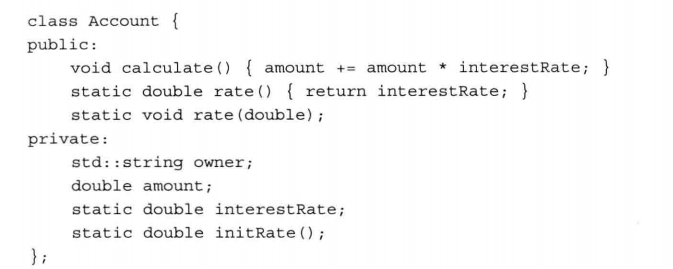 class Account {
public:
    void calculate() { amount += amount * interestRate; }
    static double rate() { return interestRate; }
    static void rate(double);
private:
    std::string owner;
    double amount;
    static double interestRate;
    static double initRate();
};